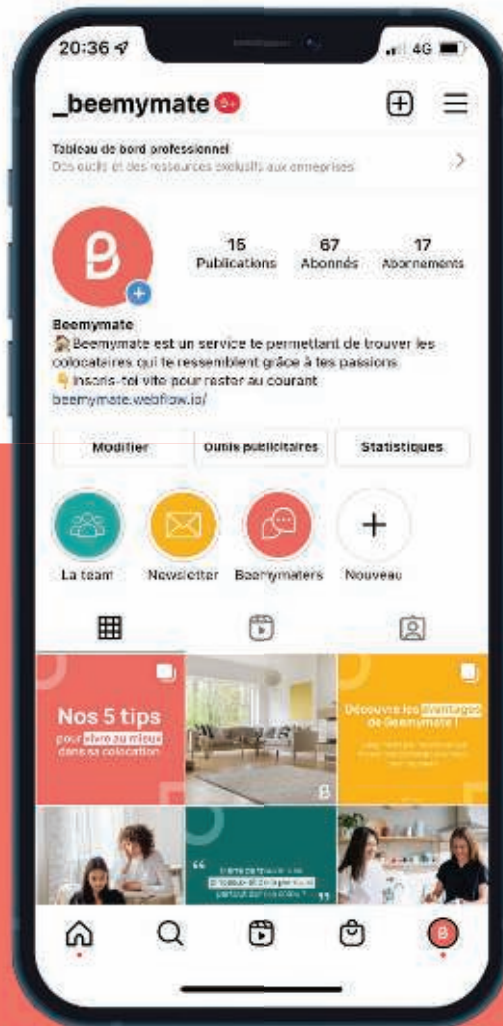 20:36
4G
_beemymate 9+
Tableau de bord professionnel
Des outils et des ressources exclusifs aux entreprises
15 67 17
Publications Abonnés Abonnements
Beemymate
Beemymate est un service te permettant de trouver les
colocataires qui te ressemblent grâce à tes passions
Inscris-toi vite pour rester au courant
beemymate.webflow.io/
Modifier Outils publicitaires Statistiques
La team Newsletter Beemymaters Nouveau
Nos 5 tips
pour vivre au mieux
dans sa colocation
Découvre les avantages
de Beemymate !